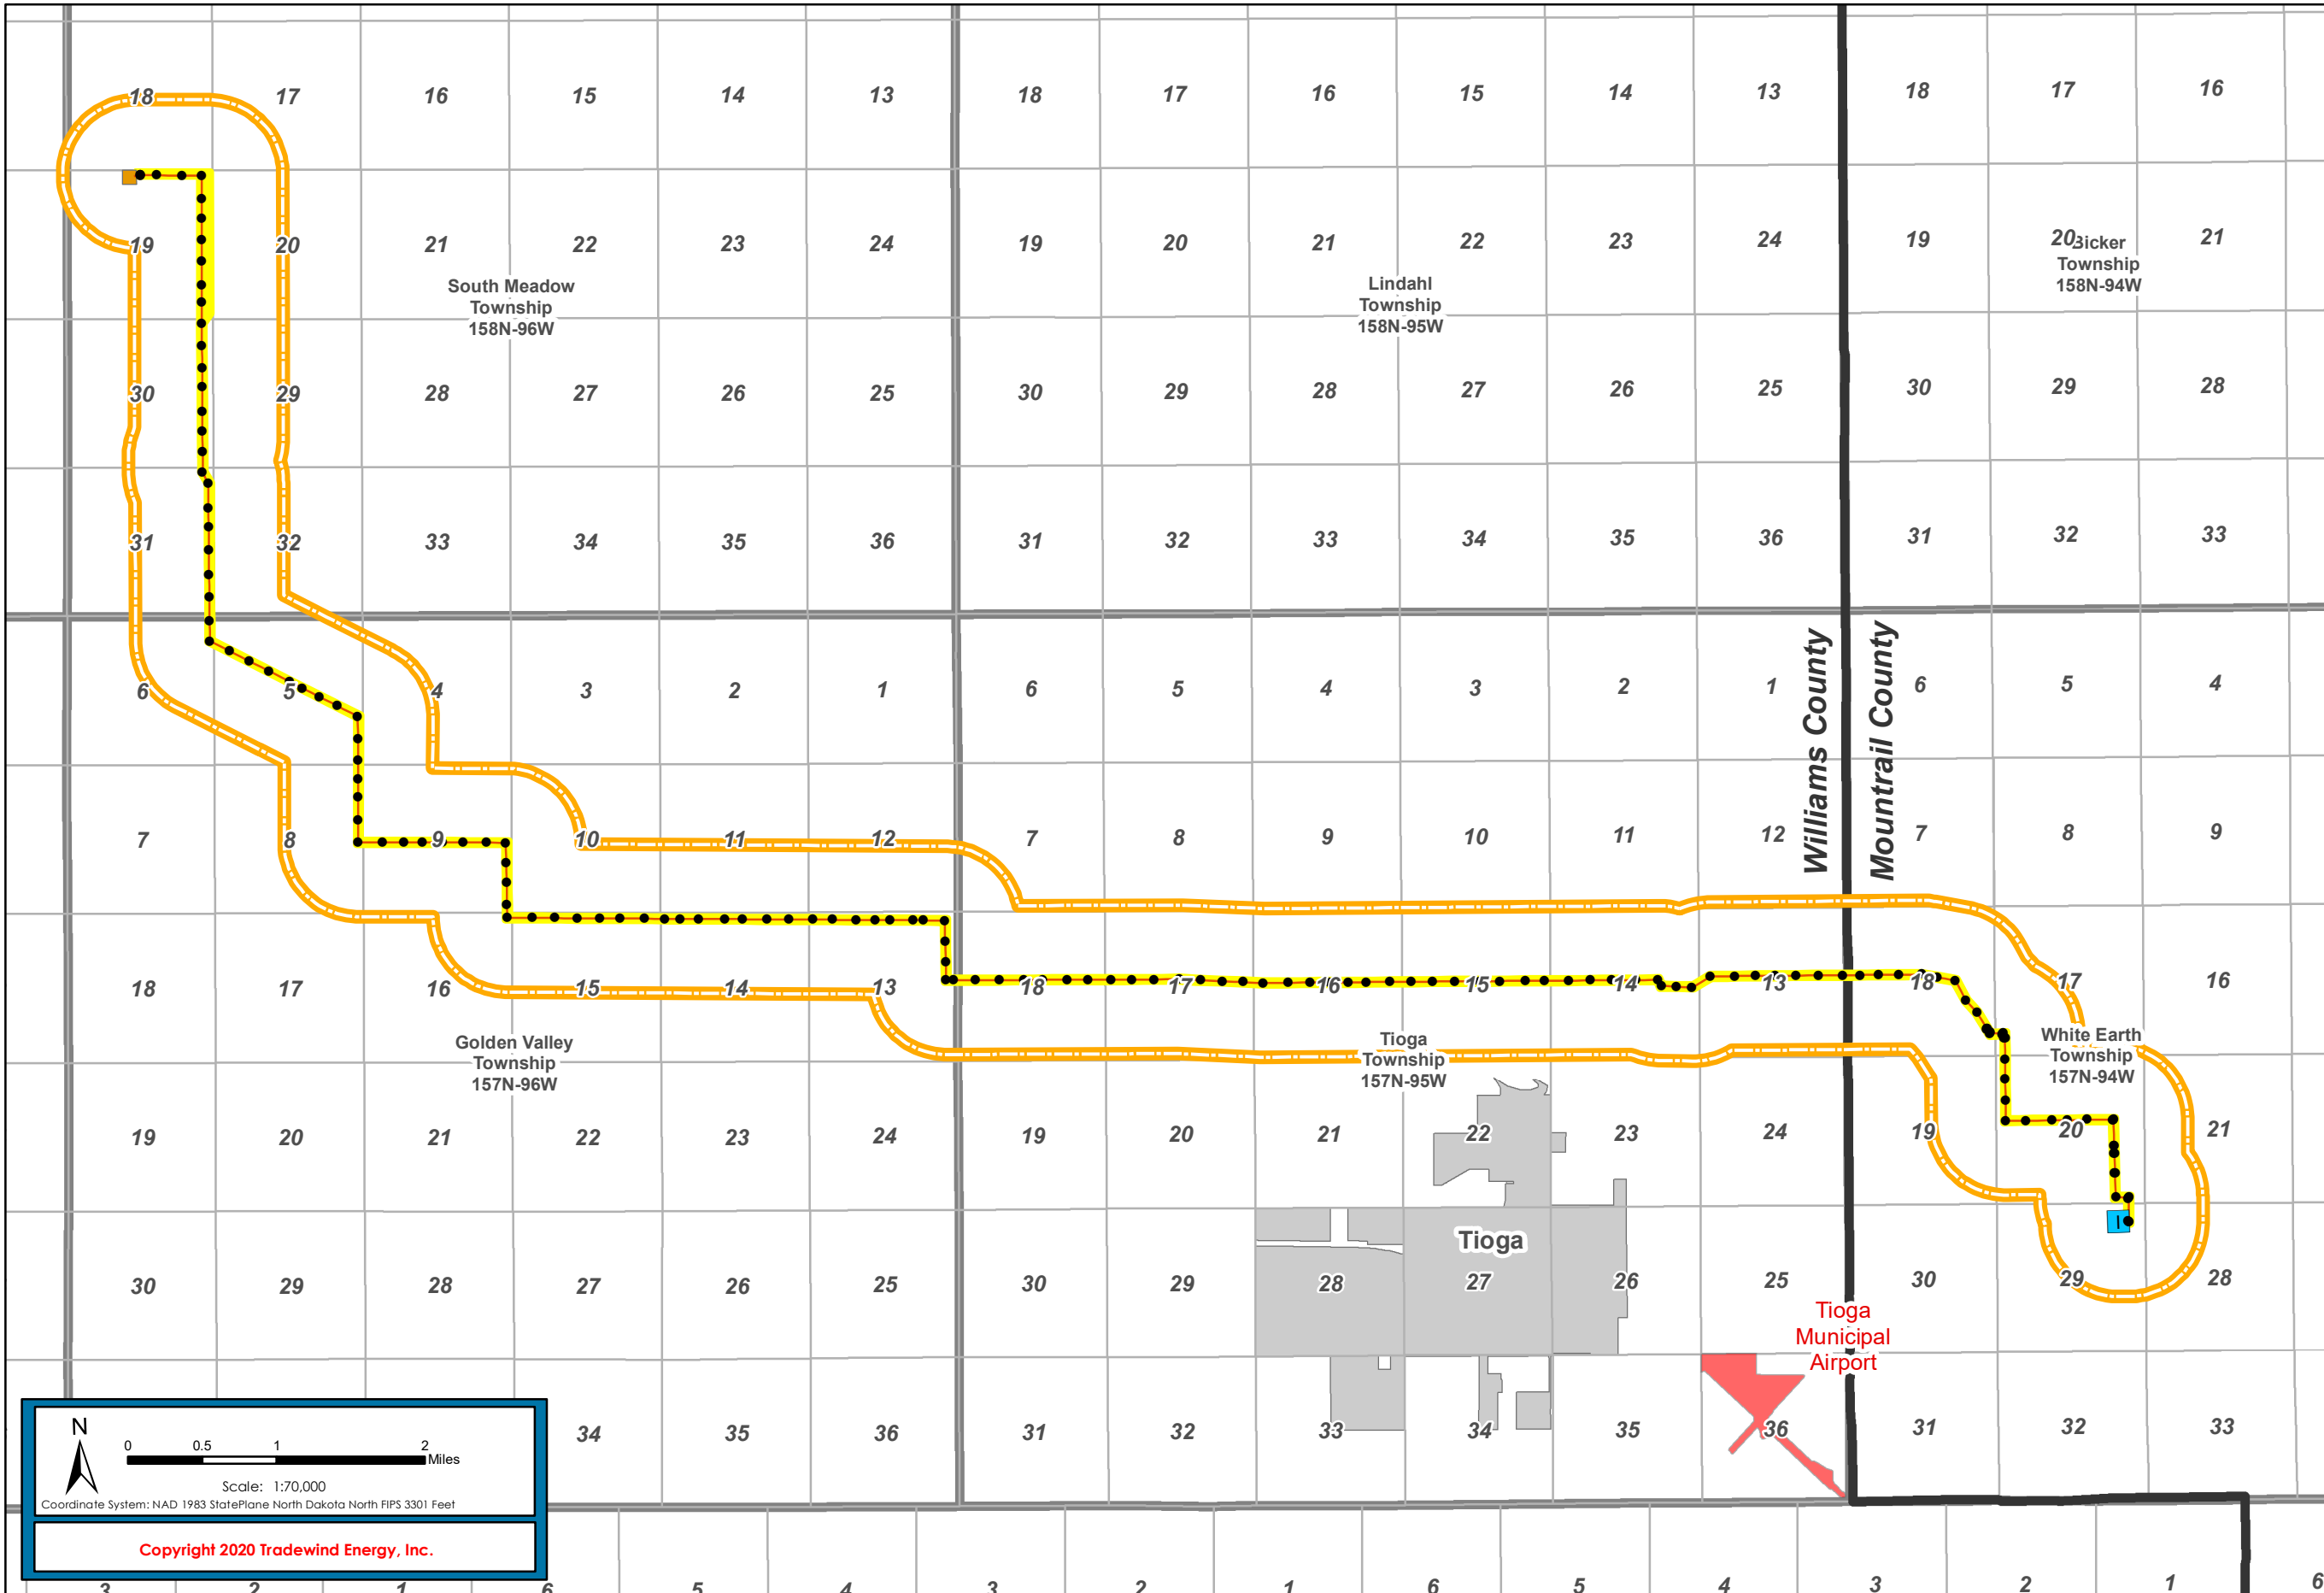 18 17 16 15 14 13 18 17 16 15 14 13 18 17 16
19 20 21 22 23 24 19 20 21 22 23 24 19 20 21
South Meadow
Township
158N-96W
Lindahl
Township
158N-95W
Bicker
Township
158N-94W
30 29 28 27 26 25 30 29 28 27 26 25 30 29 28
31 32 33 34 35 36 31 32 33 34 35 36 31 32 33
Williams County
Mountrail County
6 5 4 3 2 1 6 5 4 3 2 1 6 5 4
7 8 9 10 11 12 7 8 9 10 11 12 7 8 9
18 17 16 15 14 13 18 17 16 15 14 13 18 17 16
Golden Valley
Township
157N-96W
Tioga
Township
157N-95W
White Earth
Township
157N-94W
19 20 21 22 23 24 19 20 21 22 23 24 19 20 21
Tioga
30 29 28 27 26 25 30 29 28 27 26 25 30 29 28
Tioga
Municipal
Airport
34 35 36 31 32 33 34 35 36 31 32 33
N
0 0.5 1 2
Miles
Scale: 1:70,000
Coordinate System: NAD 1983 StatePlane North Dakota North FIPS 3301 Feet
Copyright 2020 Tradewind Energy, Inc.
3 2 1 6 5 4 3 2 1 6 5 4 3 2 1 6